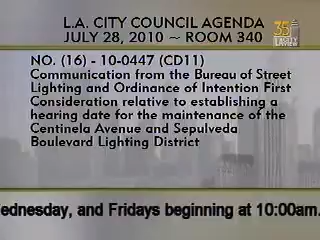 L.A. CITY COUNCIL AGENDA
JULY 28, 2010 ~ ROOM 340
35
NO. (16) - 10-0447 (CD11)
Communication from the Bureau of Street
Lighting and Ordinance of Intention First
Consideration relative to establishing a
hearing date for the maintenance of the
Centinela Avenue and Sepulveda
Boulevard Lighting District
ednesday, and Fridays beginning at 10:00am.